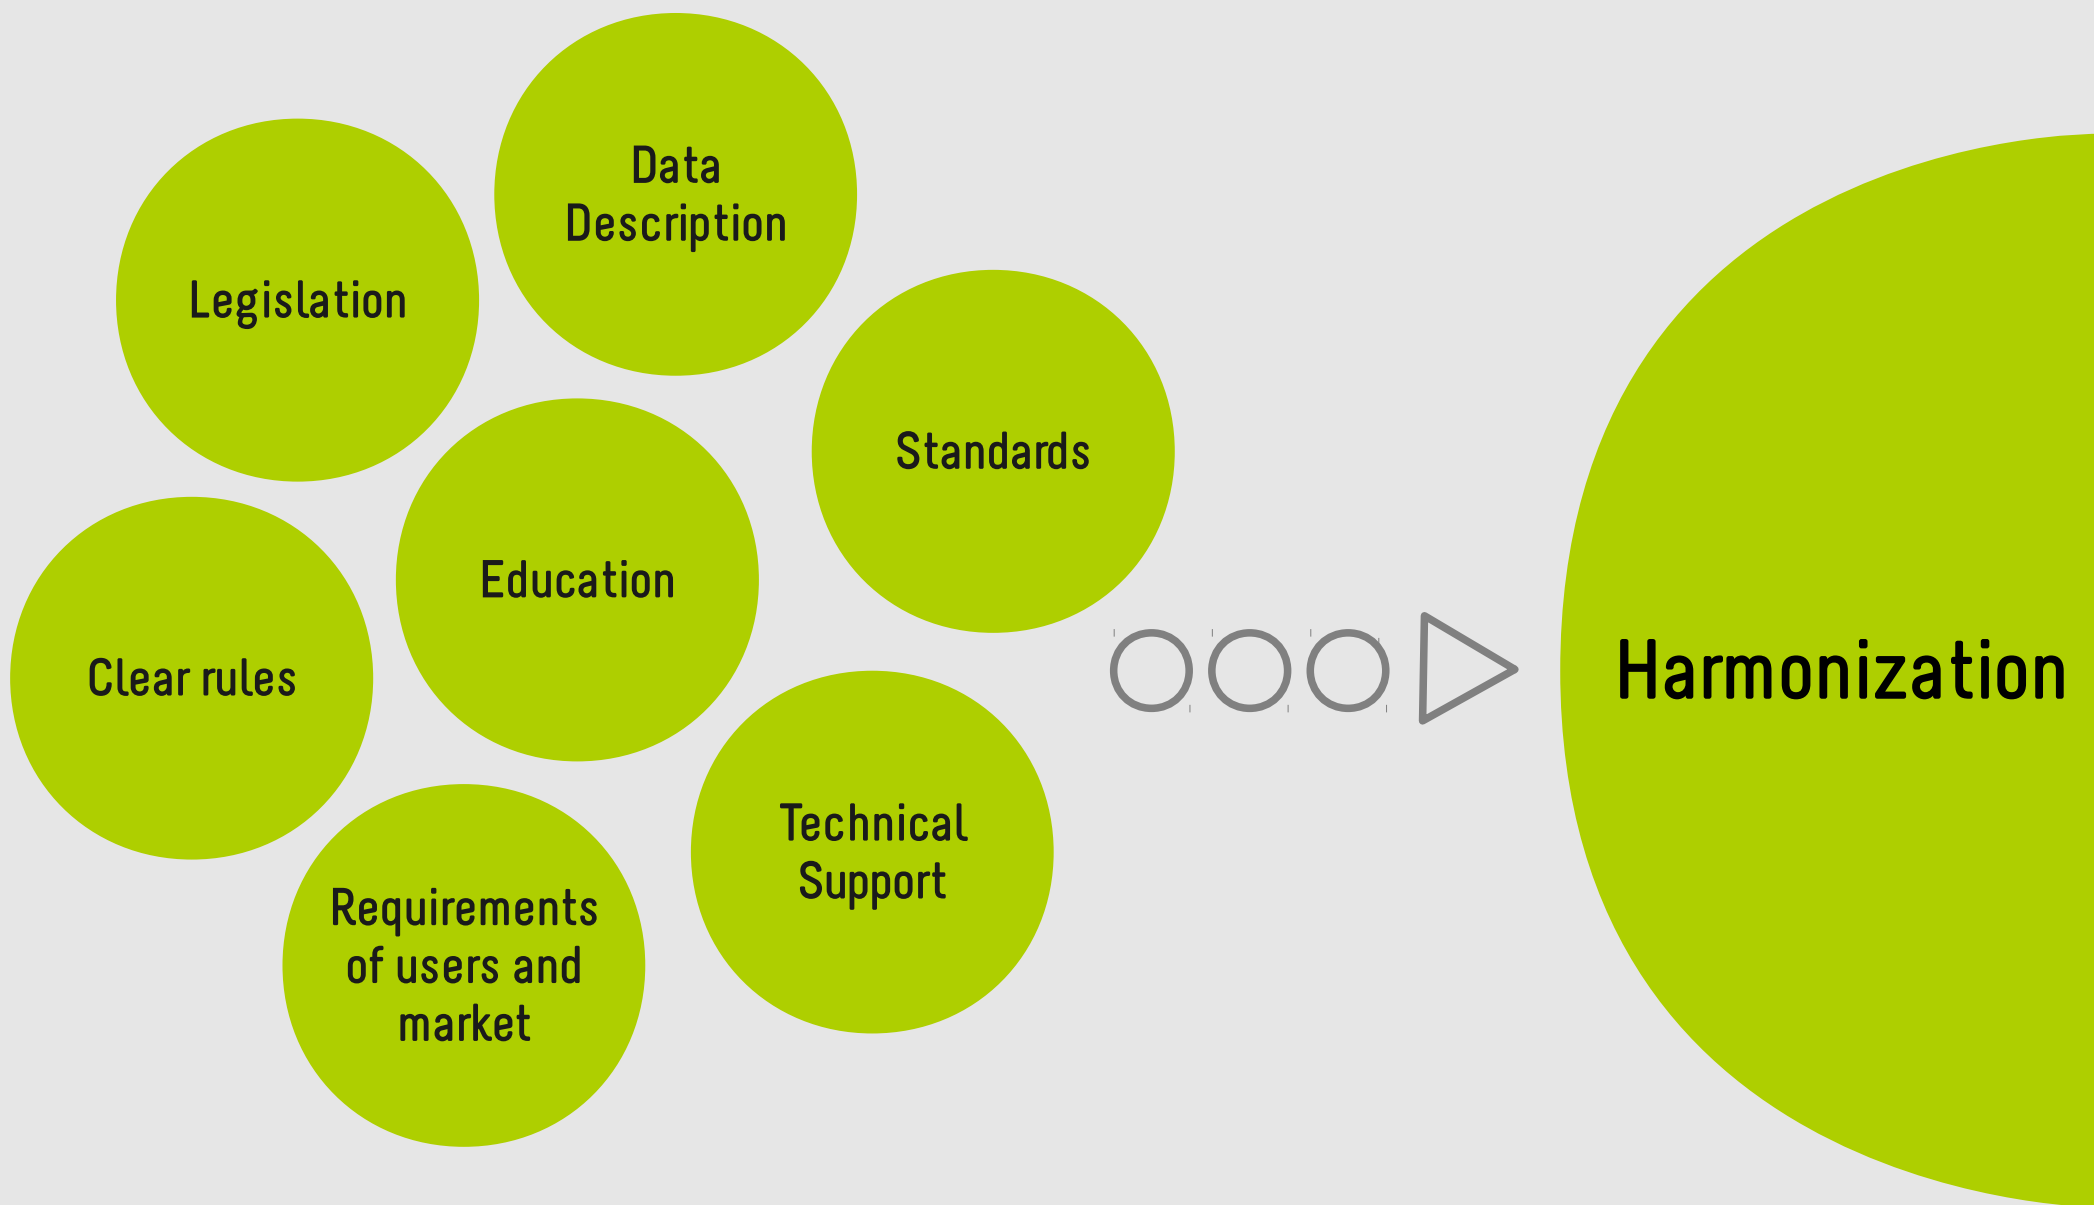 Data
Description
Legislation
Standards
Education
Clear rules
Harmonization
Technical
Support
Requirements
of users and
market